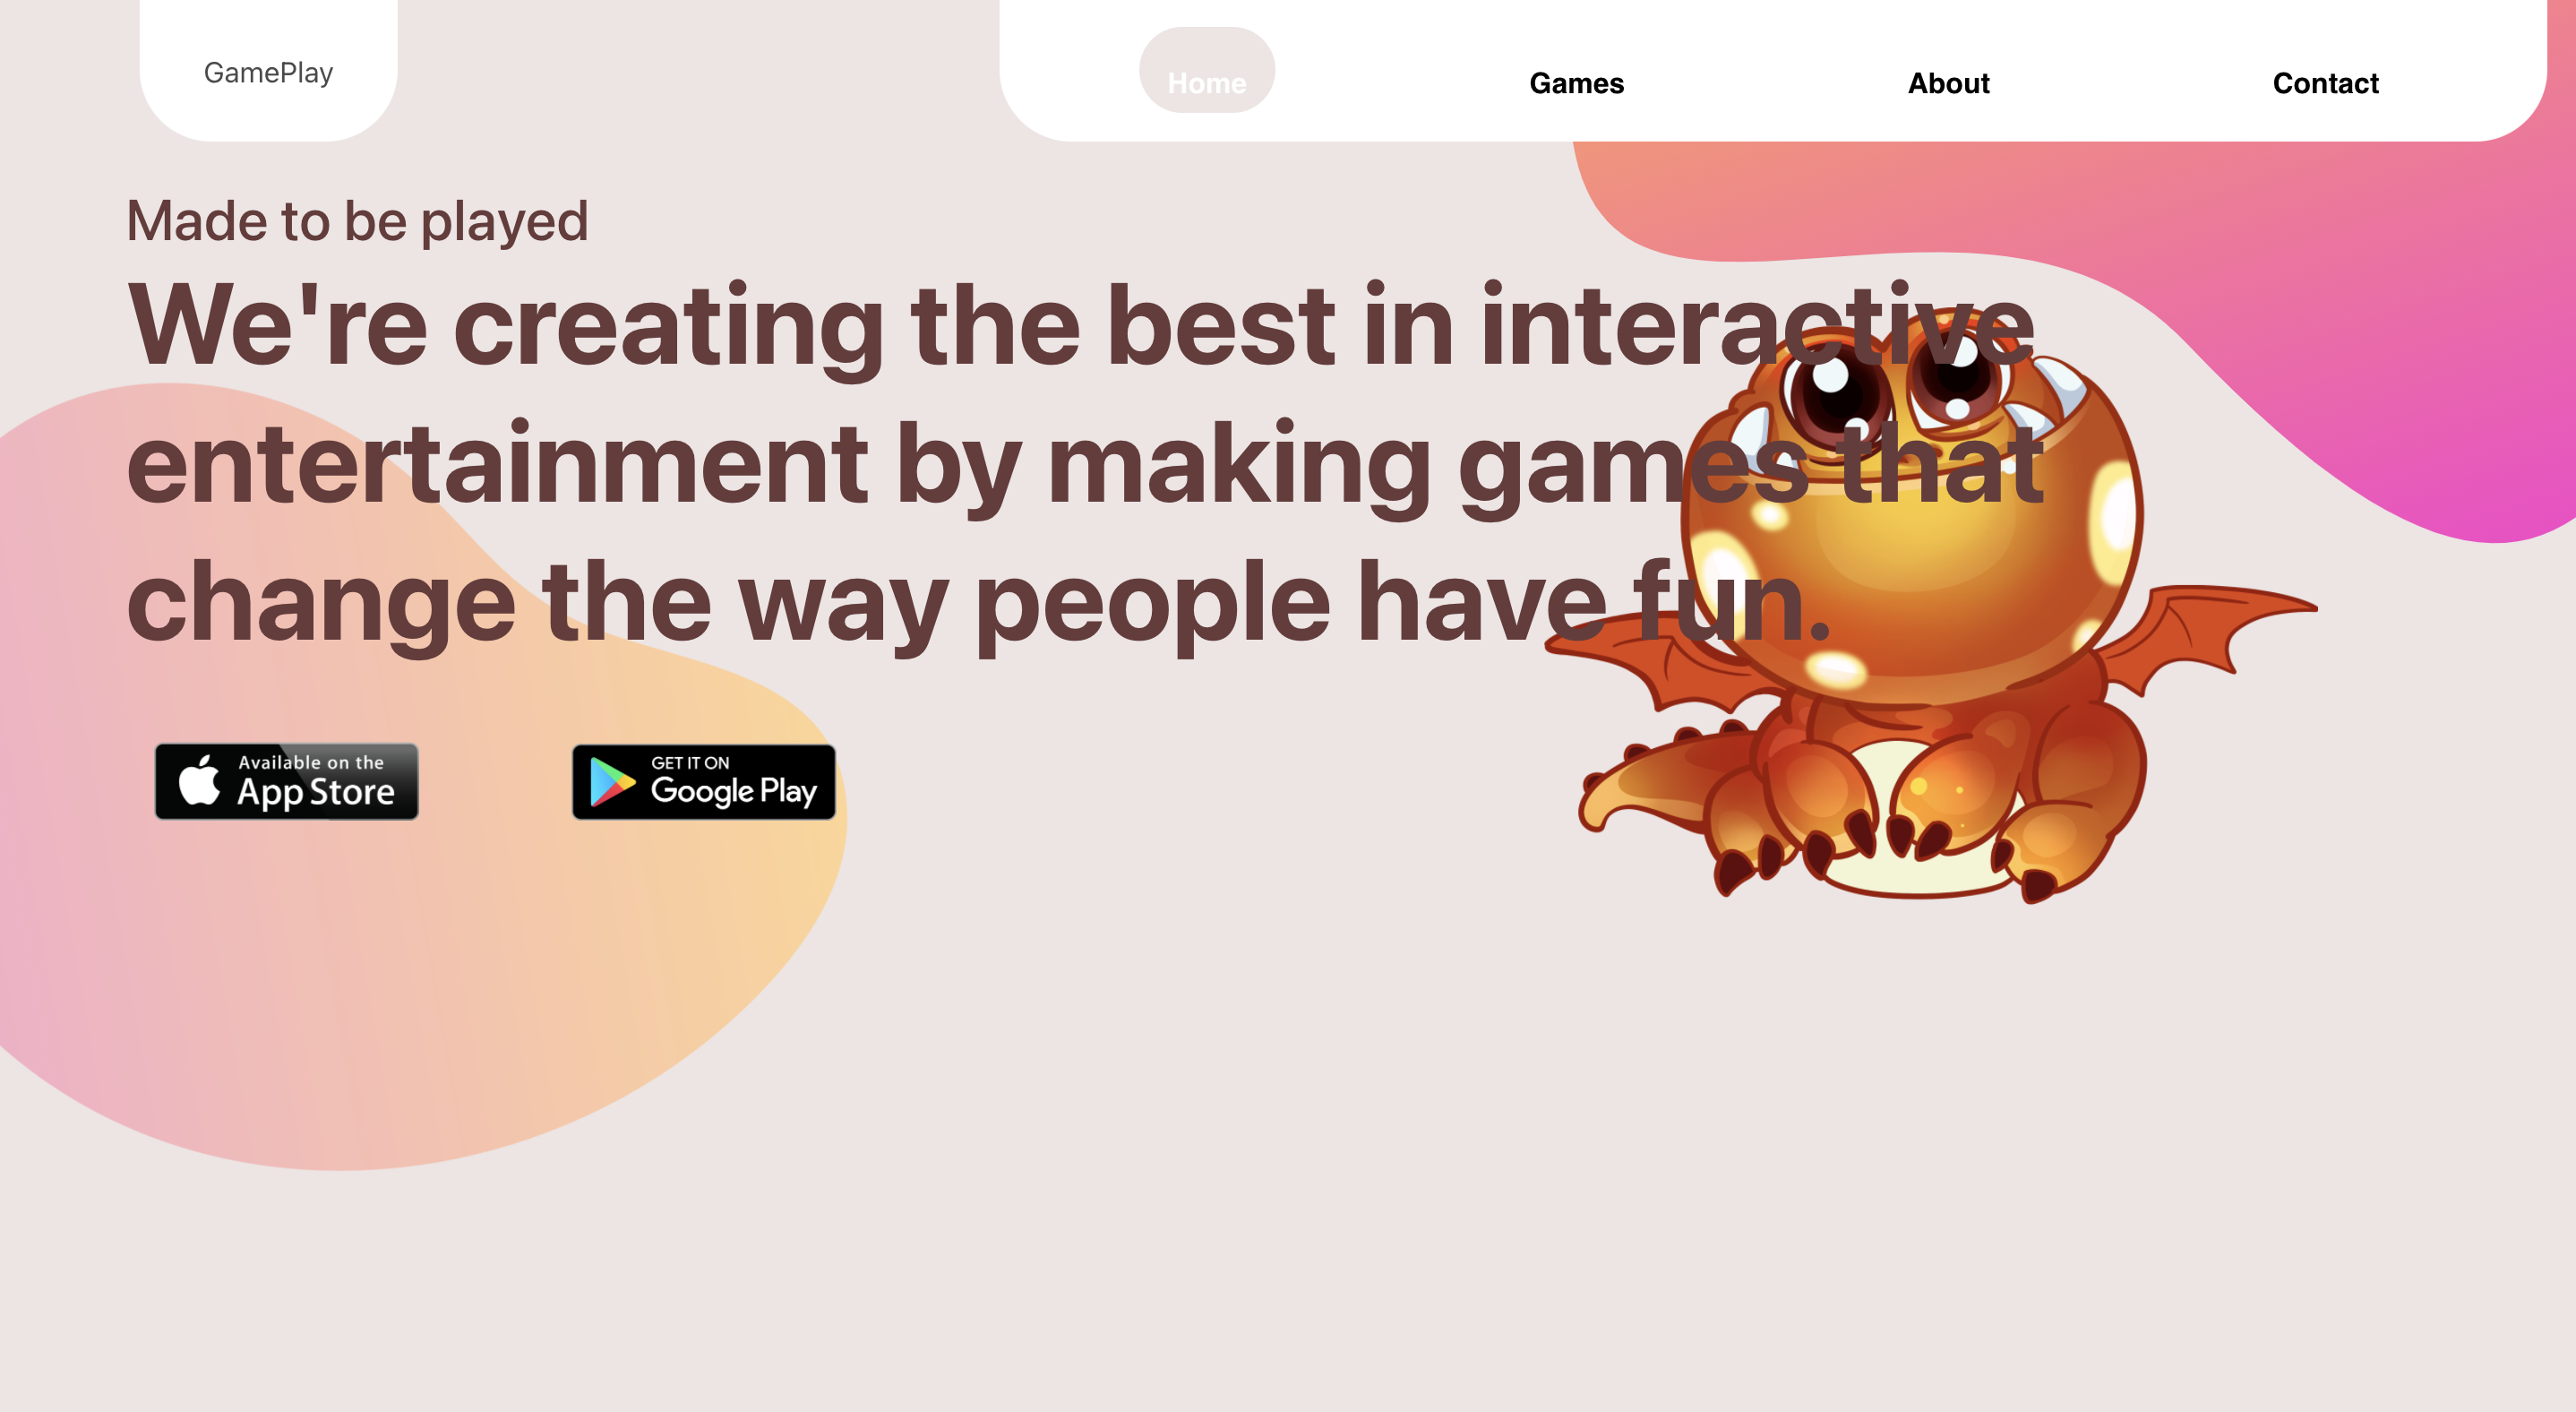 GamePlay
Home
Games
About
Contact
Made to be played
We're creating the best in interactive
entertainment by making games that
change the way people have fun.
Available on the
App Store
GET IT ON
Google Play